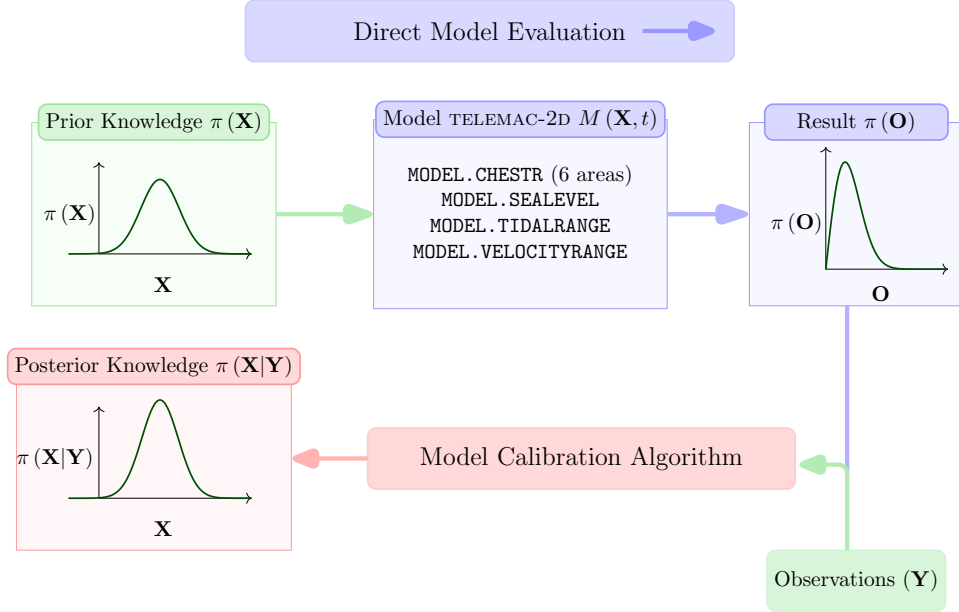 Direct Model Evaluation
Prior Knowledge π (X)
π (X)
X
Model TELEMAC-2D M (X, t)
MODEL.CHESTR (6 areas)
MODEL.SEALEVEL
MODEL.TIDALRANGE
MODEL.VELOCITYRANGE
Result π (O)
π (O)
O
Posterior Knowledge π (X|Y)
π (X|Y)
X
Model Calibration Algorithm
Observations (Y)